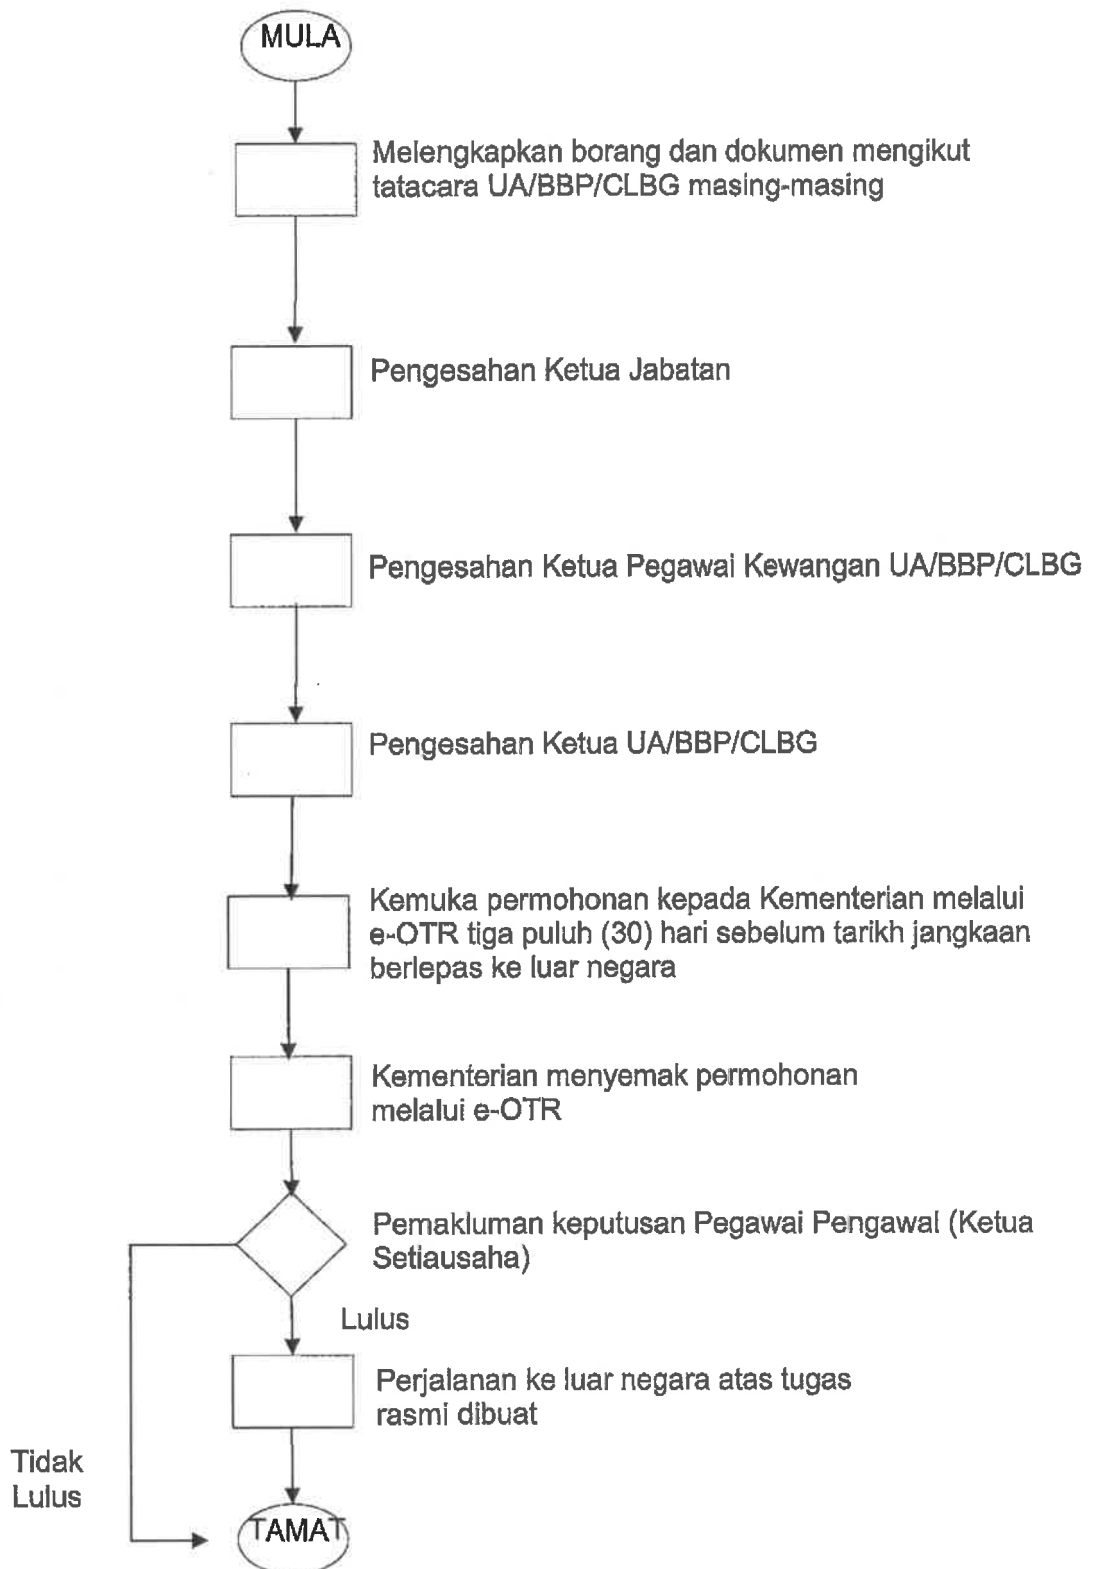 MULA
Melengkapkan borang dan dokumen mengikut
tatacara UA/BBP/CLBG masing-masing
Pengesahan Ketua Jabatan
Pengesahan Ketua Pegawai Kewangan UA/BBP/CLBG
Pengesahan Ketua UA/BBP/CLBG
Kemuka permohonan kepada Kementerian melalui
e-OTR tiga puluh (30) hari sebelum tarikh jangkaan
berlepas ke luar negara
Kementerian menyemak permohonan
melalui e-OTR
Pemakluman keputusan Pegawai Pengawal (Ketua
Setiausaha)
Lulus
Perjalanan ke luar negara atas tugas
rasmi dibuat
Tidak
Lulus
TAMAT